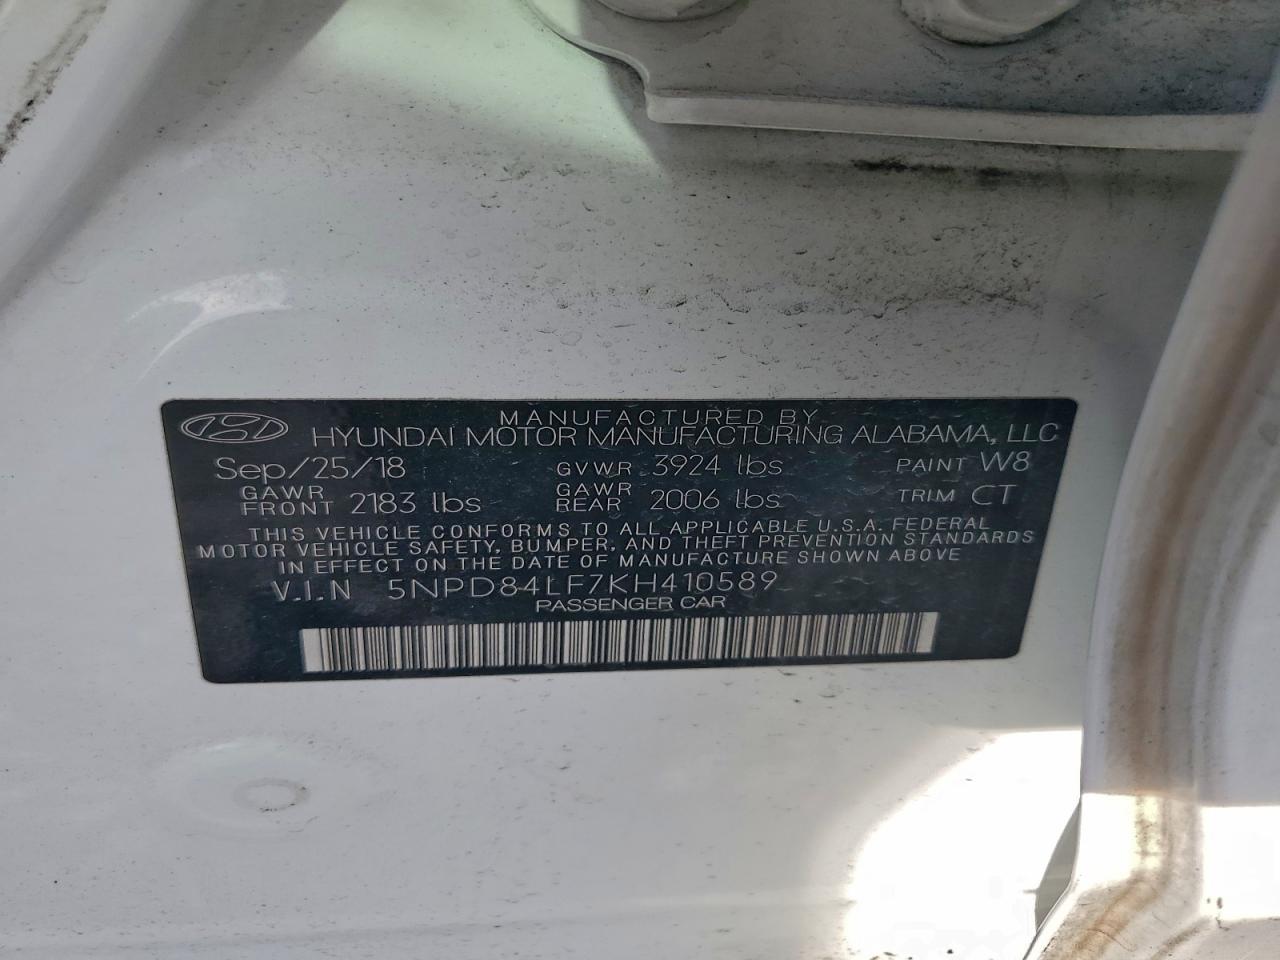 MANUFACTURED BY
HYUNDAI MOTOR MANUFACTURING ALABAMA, LLC
Sep/25/18 GVWR 3924 lbs PAINT W8
GAWR FRONT 2183 lbs GAWR REAR 2006 lbs TRIM CT
THIS VEHICLE CONFORMS TO ALL APPLICABLE U.S.A. FEDERAL
MOTOR VEHICLE SAFETY, BUMPER, AND THEFT PREVENTION STANDARDS
IN EFFECT ON THE DATE OF MANUFACTURE SHOWN ABOVE
V.I.N 5NPD84LF7KH410589
PASSENGER CAR